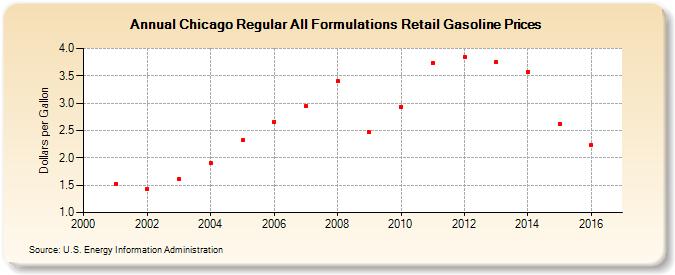 Annual Chicago Regular All Formulations Retail Gasoline Prices
Dollars per Gallon
4.0
3.5
3.0
2.5
2.0
1.5
1.0
2000 2002 2004 2006 2008 2010 2012 2014 2016
Source: U.S. Energy Information Administration